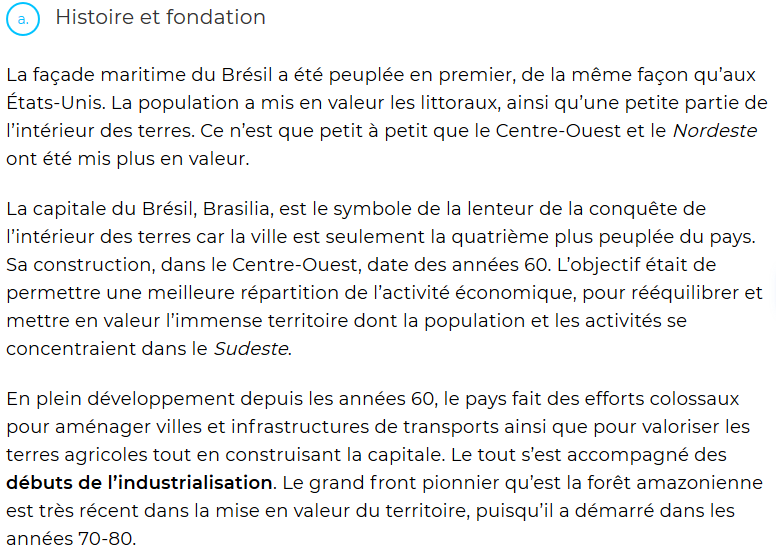 a. Histoire et fondation
La façade maritime du Brésil a été peuplée en premier, de la même façon qu’aux
États-Unis. La population a mis en valeur les littoraux, ainsi qu’une petite partie de
l’intérieur des terres. Ce n’est que petit à petit que le Centre-Ouest et le Nordeste
ont été mis plus en valeur.
La capitale du Brésil, Brasilia, est le symbole de la lenteur de la conquête de
l’intérieur des terres car la ville est seulement la quatrième plus peuplée du pays.
Sa construction, dans le Centre-Ouest, date des années 60. L’objectif était de
permettre une meilleure répartition de l’activité économique, pour rééquilibrer et
mettre en valeur l’immense territoire dont la population et les activités se
concentraient dans le Sudeste.
En plein développement depuis les années 60, le pays fait des efforts colossaux
pour aménager villes et infrastructures de transports ainsi que pour valoriser les
terres agricoles tout en construisant la capitale. Le tout s’est accompagné des
débuts de l’industrialisation. Le grand front pionnier qu’est la forêt amazonienne
est très récent dans la mise en valeur du territoire, puisqu’il a démarré dans les
années 70-80.